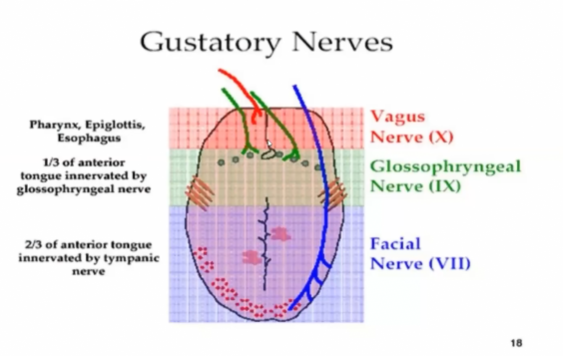 Gustatory Nerves
Pharynx, Epiglottis,
Esophagus
1/3 of anterior
tongue innervated by
glossophryngeal nerve
2/3 of anterior tongue
innervated by tympanic
nerve
Vagus
Nerve (X)
Glossophryngeal
Nerve (IX)
Facial
Nerve (VII)
18